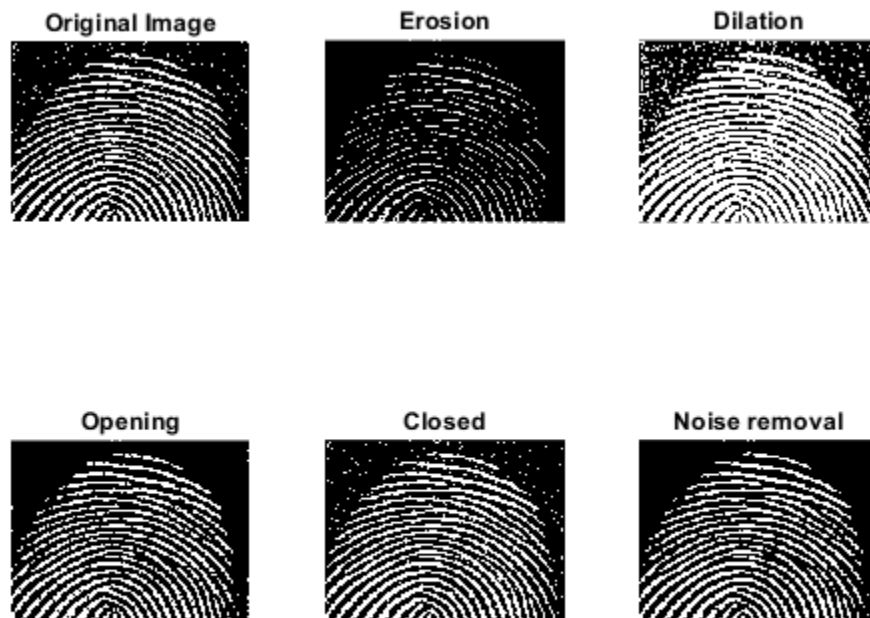 Original Image
Erosion
Dilation
Opening
Closed
Noise removal